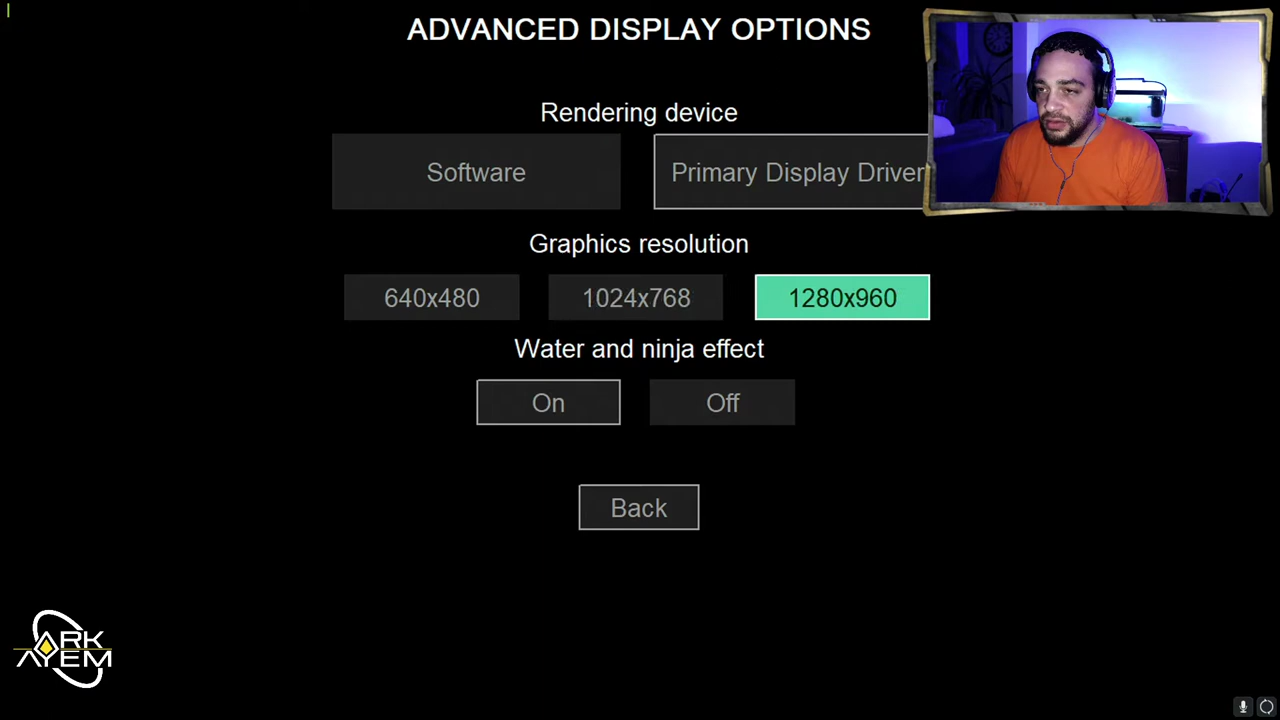 ADVANCED DISPLAY OPTIONS
Rendering device
Software
Primary Display Driver
Graphics resolution
640x480
1024x768
1280x960
Water and ninja effect
On
Off
Back
ARK
AYEM